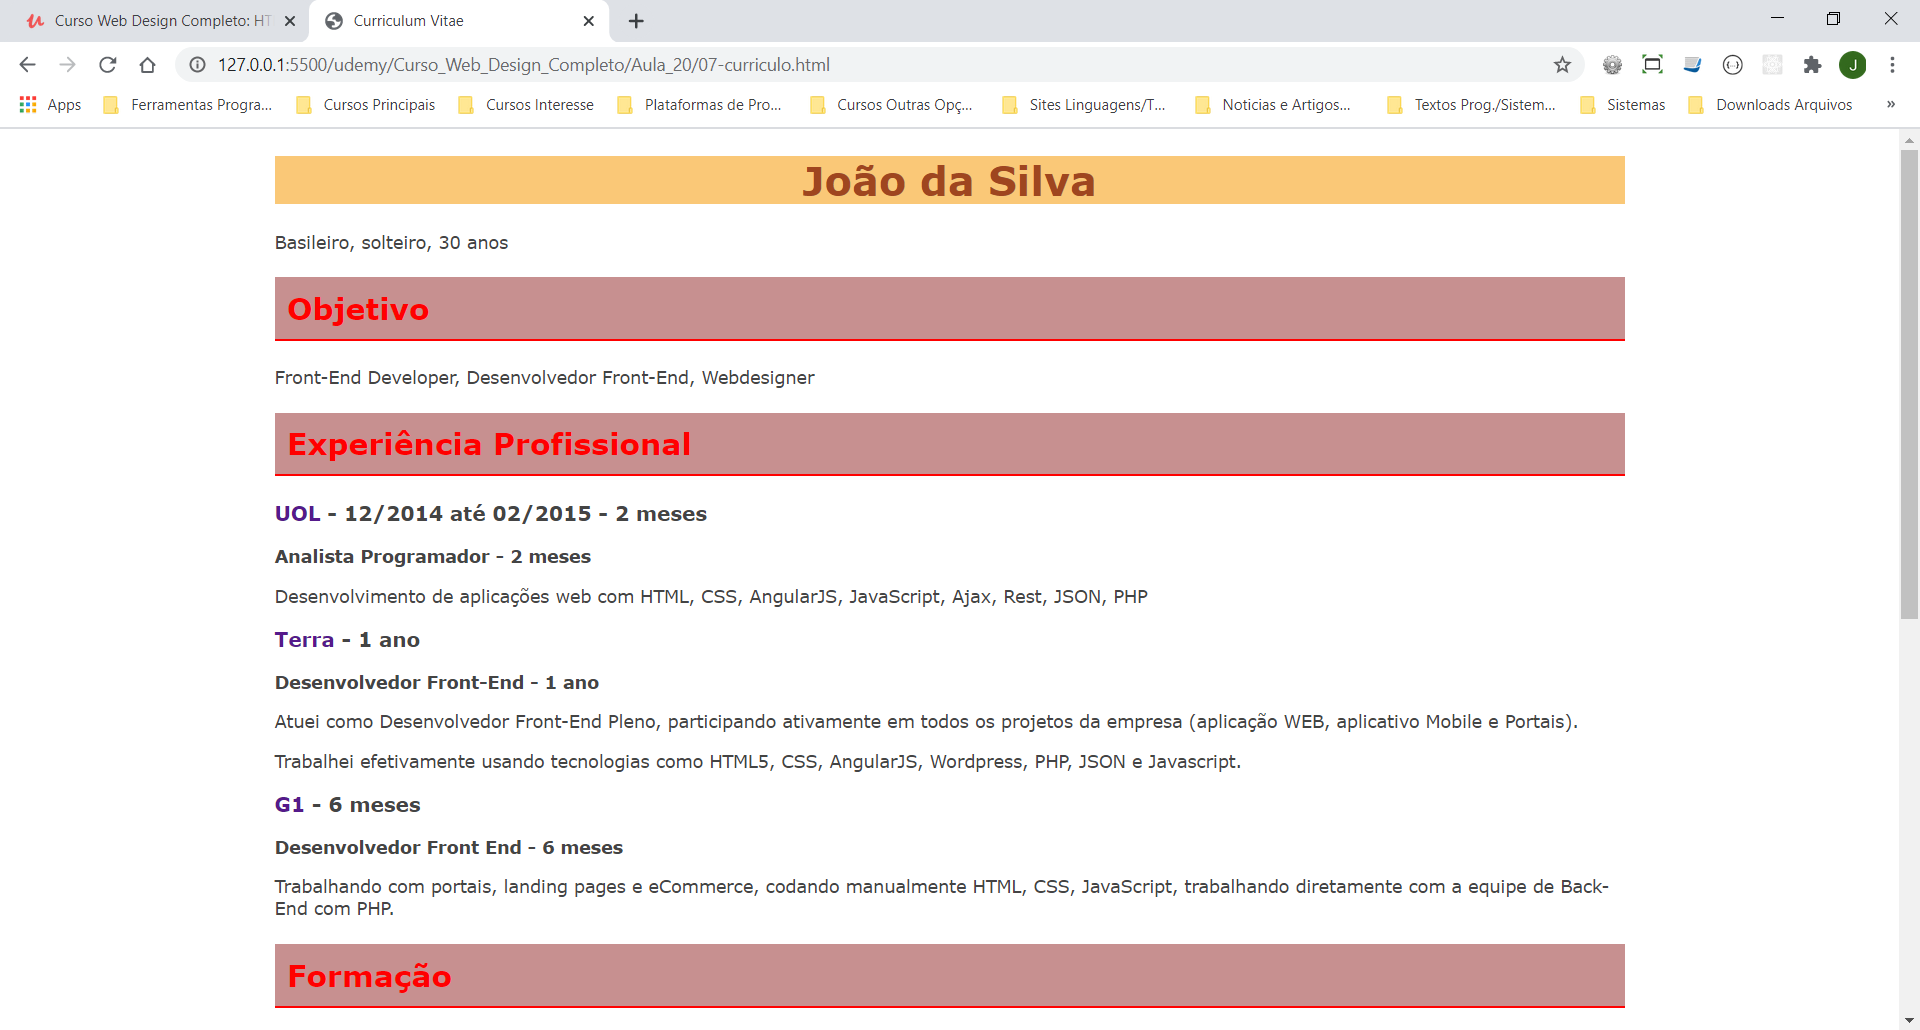 Curso Web Design Completo: HT
Curriculum Vitae
127.0.0.1:5500/udemy/Curso_Web_Design_Completo/Aula_20/07-curriculo.html
J
Apps
Ferramentas Progra...
Cursos Principais
Cursos Interesse
Plataformas de Pro...
Cursos Outras Opç...
Sites Linguagens/T...
Noticias e Artigos...
Textos Prog./Sistem...
Sistemas
Downloads Arquivos
»
João da Silva
Basileiro, solteiro, 30 anos
Objetivo
Front-End Developer, Desenvolvedor Front-End, Webdesigner
Experiência Profissional
UOL - 12/2014 até 02/2015 - 2 meses
Analista Programador - 2 meses
Desenvolvimento de aplicações web com HTML, CSS, AngularJS, JavaScript, Ajax, Rest, JSON, PHP
Terra - 1 ano
Desenvolvedor Front-End - 1 ano
Atuei como Desenvolvedor Front-End Pleno, participando ativamente em todos os projetos da empresa (aplicação WEB, aplicativo Mobile e Portais).
Trabalhei efetivamente usando tecnologias como HTML5, CSS, AngularJS, Wordpress, PHP, JSON e Javascript.
G1 - 6 meses
Desenvolvedor Front End - 6 meses
Trabalhando com portais, landing pages e eCommerce, codando manualmente HTML, CSS, JavaScript, trabalhando diretamente com a equipe de Back-
End com PHP.
Formação